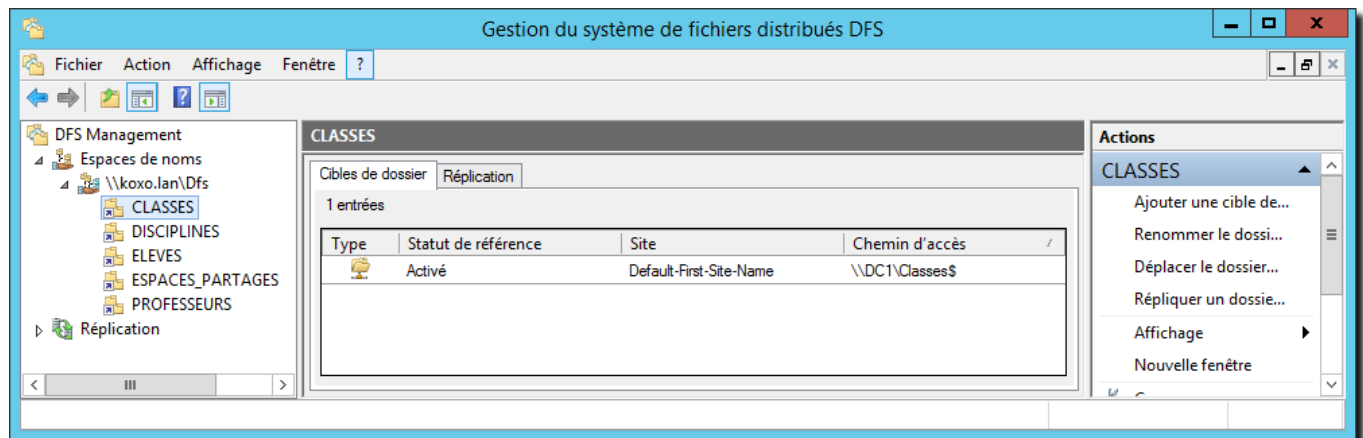 Gestion du système de fichiers distribués DFS
Fichier Action Affichage Fenêtre ?
DFS Management
Espaces de noms
\\koxo.lan\Dfs
CLASSES
DISCIPLINES
ELEVES
ESPACES_PARTAGES
PROFESSEURS
Réplication
CLASSES
Cibles de dossier Réplication
1 entrées
Type Statut de référence Site Chemin d'accès
Activé Default-First-Site-Name \\DC1\Classes$
Actions
CLASSES
Ajouter une cible de...
Renommer le dossi...
Déplacer le dossier...
Répliquer un dossie...
Affichage
Nouvelle fenêtre